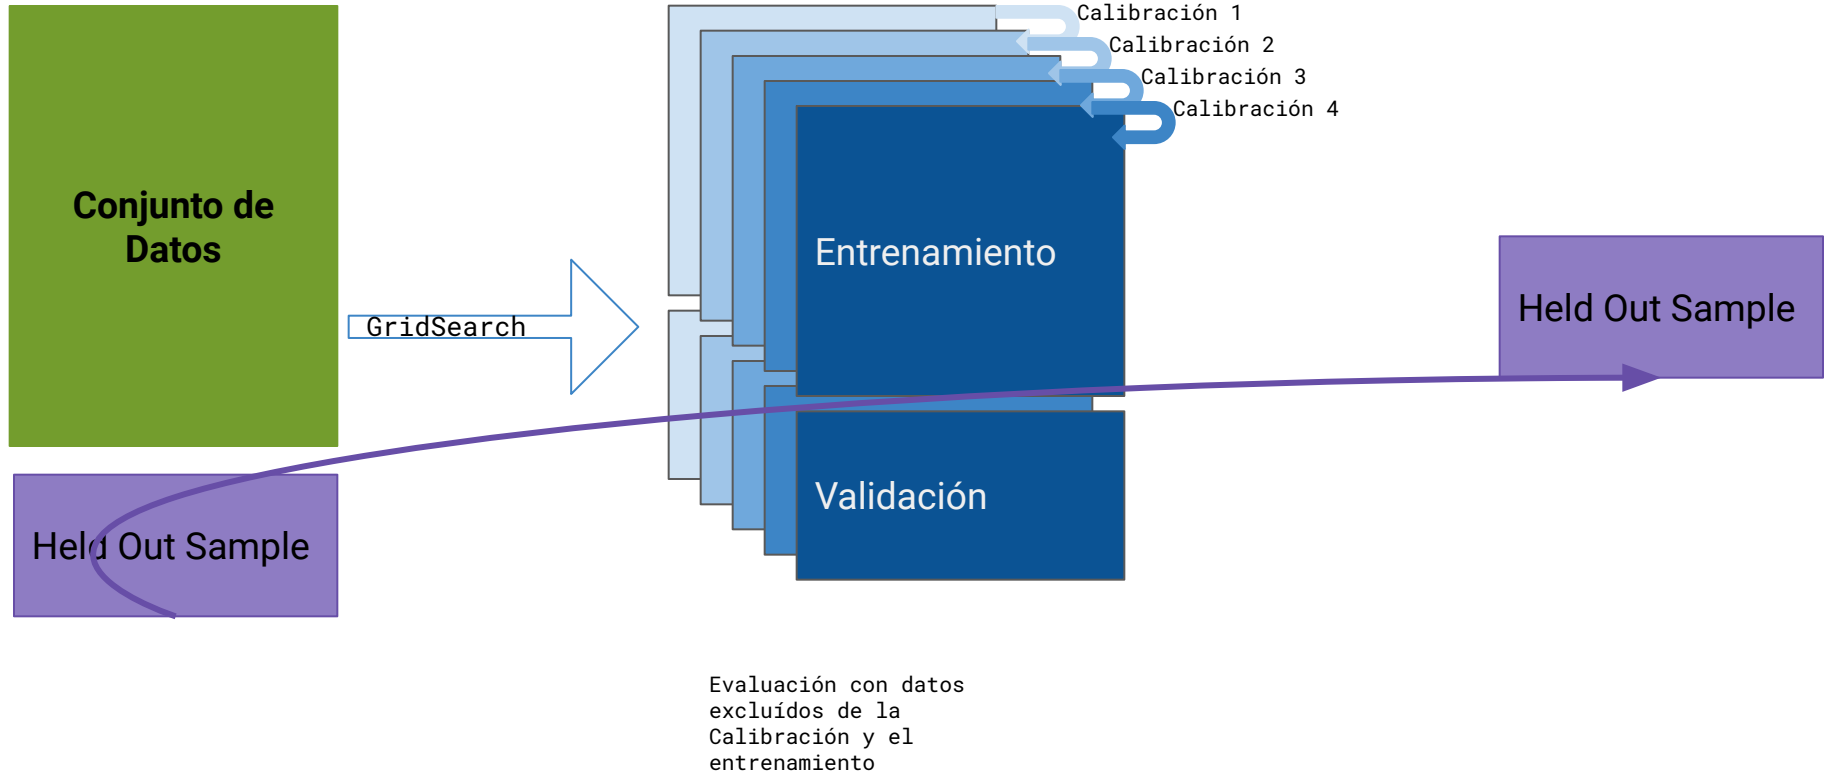 Calibración 1
Calibración 2
Calibración 3
Calibración 4
Conjunto de
Datos
GridSearch
Entrenamiento
Held Out Sample
Validación
Held Out Sample
Evaluación con datos
excluídos de la
Calibración y el
entrenamiento